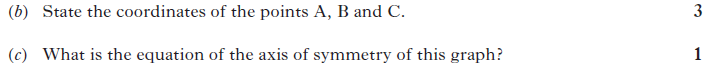 (b) State the coordinates of the points A, B and C. 3
(c) What is the equation of the axis of symmetry of this graph? 1